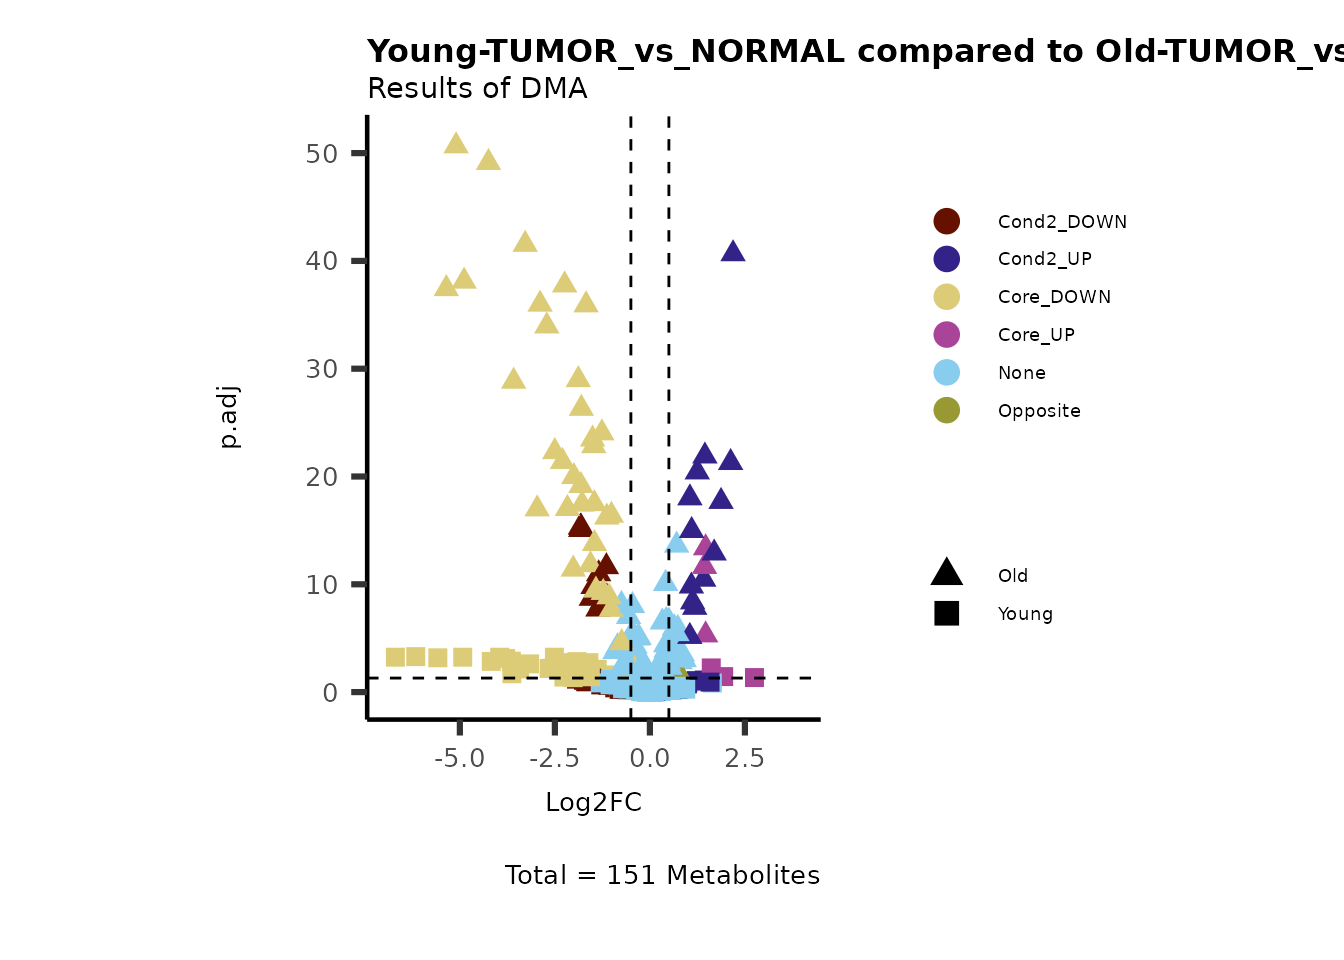 Young-TUMOR_vs_NORMAL compared to Old-TUMOR_vs
Results of DMA
p.adj
50
40
30
20
10
0
-5.0
-2.5
0.0
2.5
Log2FC
Cond2_DOWN
Cond2_UP
Core_DOWN
Core_UP
None
Opposite
Old
Young
Total = 151 Metabolites